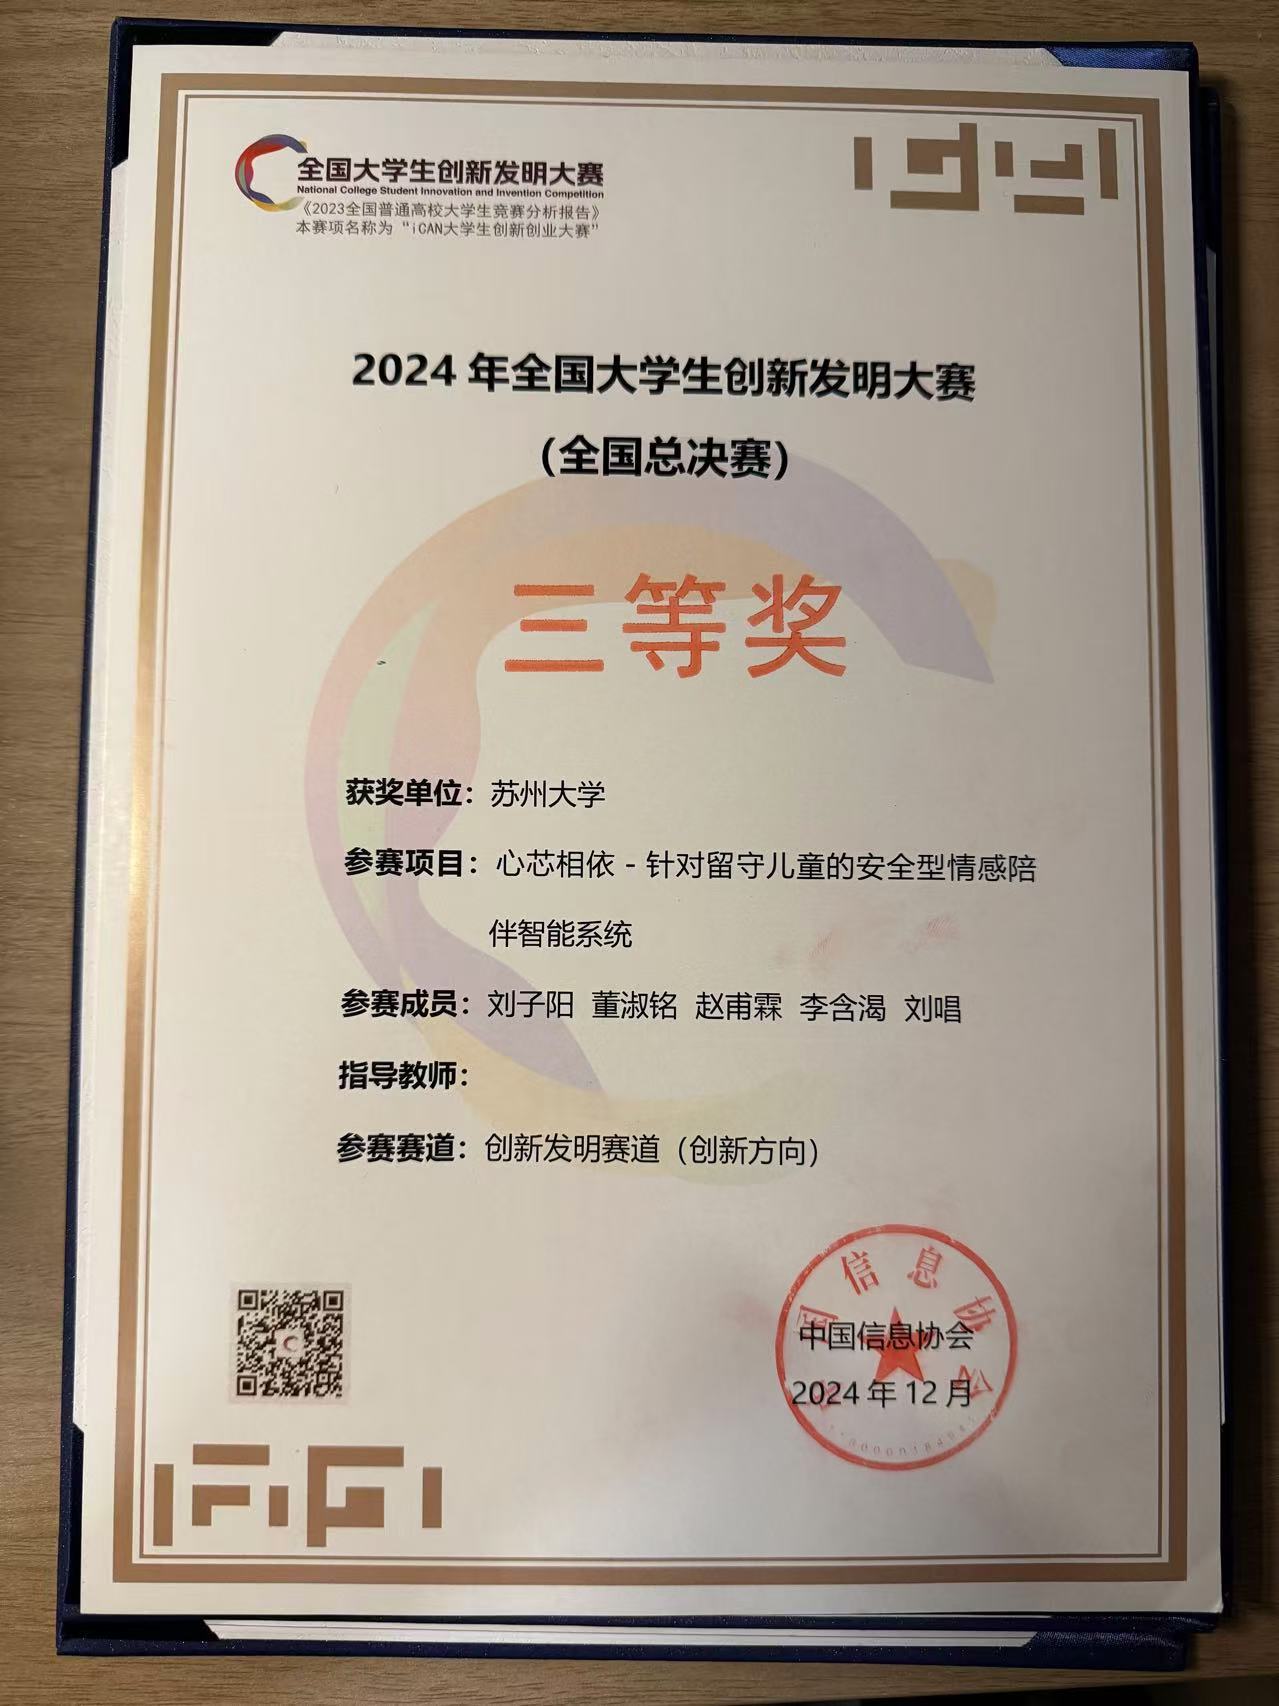 全国大学生创新发明大赛
National College Student Innovation and Invention Competition
《2023全国普通高校大学生竞赛分析报告》
本赛项名称为“iCAN大学生创新创业大赛”
2024 年全国大学生创新发明大赛
（全国总决赛）
三等奖
获奖单位：苏州大学
参赛项目：心芯相依 - 针对留守儿童的安全型情感陪
伴智能系统
参赛成员：刘子阳 董淑铭 赵甫霖 李含渴 刘唱
指导教师：
参赛赛道：创新发明赛道（创新方向）
中国信息协会
中国信息协会
2024 年 12 月